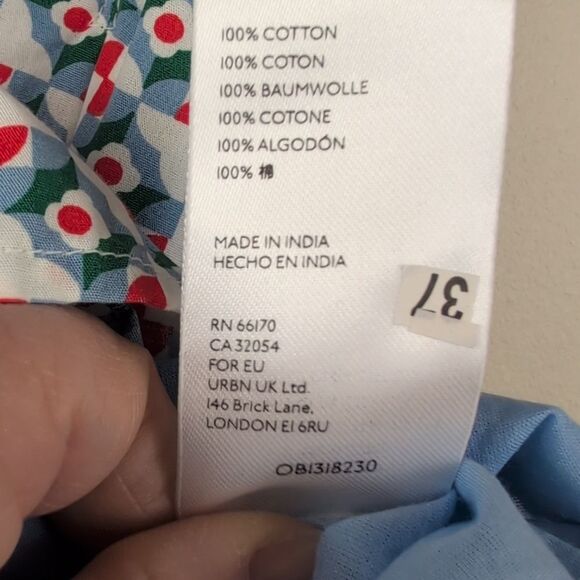 100% COTTON
100% COTON
100% BAUMWOLLE
100% COTONE
100% ALGODÓN
100% 棉
MADE IN INDIA
HECHO EN INDIA
37
RN 66170
CA 32054
FOR EU
URBN UK Ltd.
146 Brick Lane,
LONDON E1 6RU
OB1318230